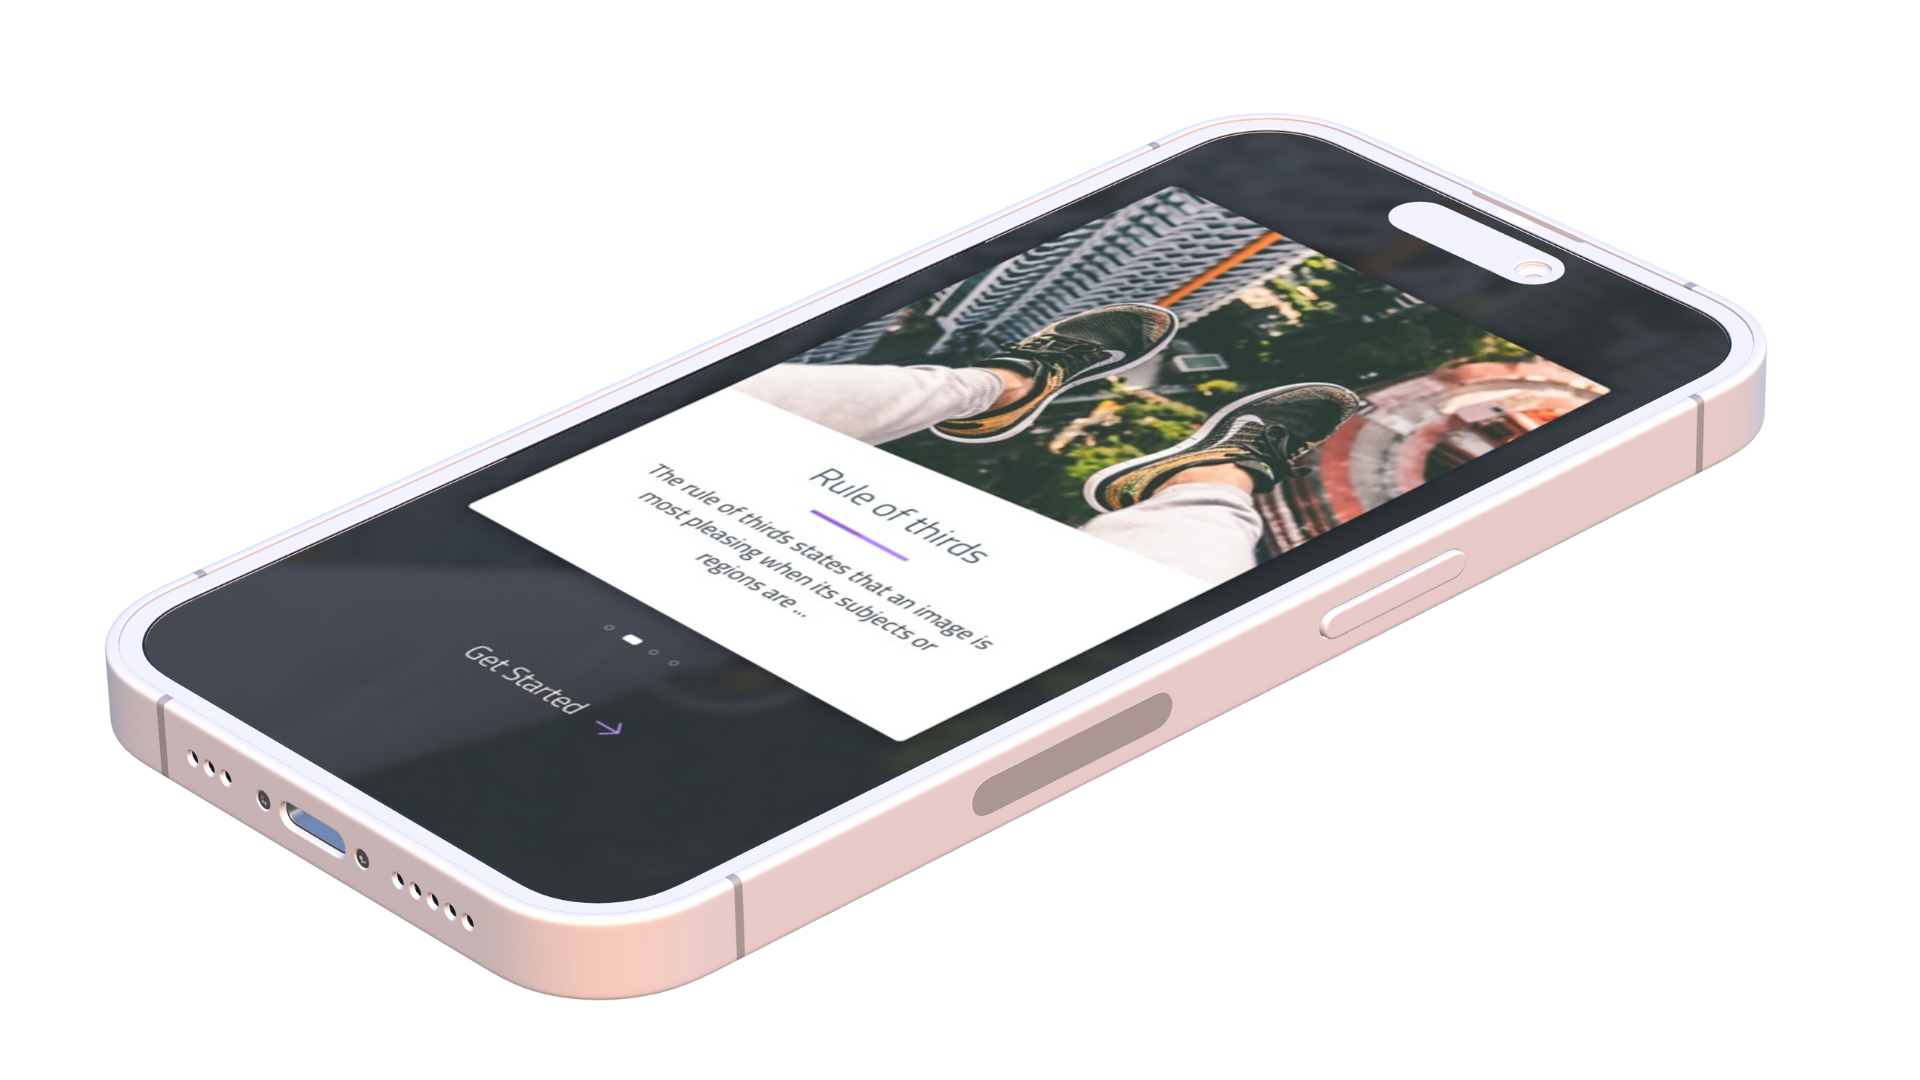 Rule of thirds
The rule of thirds states that an image is
most pleasing when its subjects or
regions are ...
Get Started